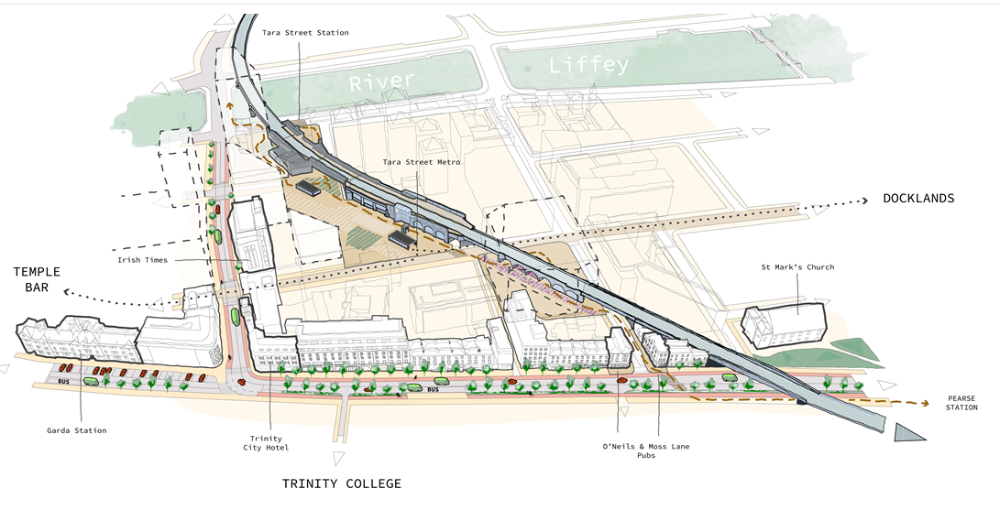 Tara Street Station
River Liffey
Tara Street Metro
DOCKLANDS
Irish Times
TEMPLE
BAR
St Mark's Church
BUS
BUS
PEARSE
STATION
Garda Station
Trinity
City Hotel
O'Neils & Moss Lane
Pubs
TRINITY COLLEGE